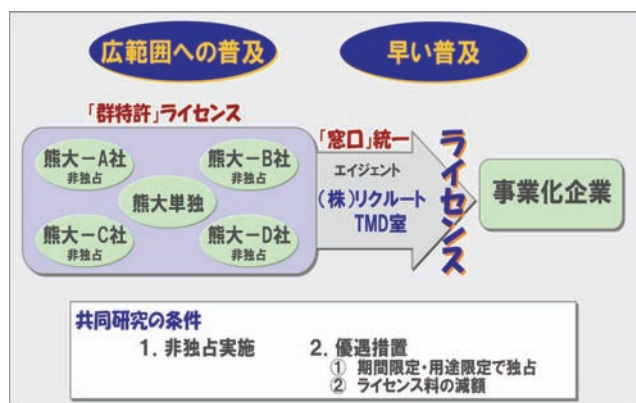 広範囲への普及
早い普及
「群特許」ライセンス
熊大－A社
非独占
熊大－B社
非独占
熊大単独
熊大－C社
非独占
熊大－D社
非独占
「窓口」統一
エイジェント
(株)リクルート
TMD室
ライセンス
事業化企業
共同研究の条件
1. 非独占実施
2. 優遇措置
① 期間限定・用途限定で独占
② ライセンス料の減額